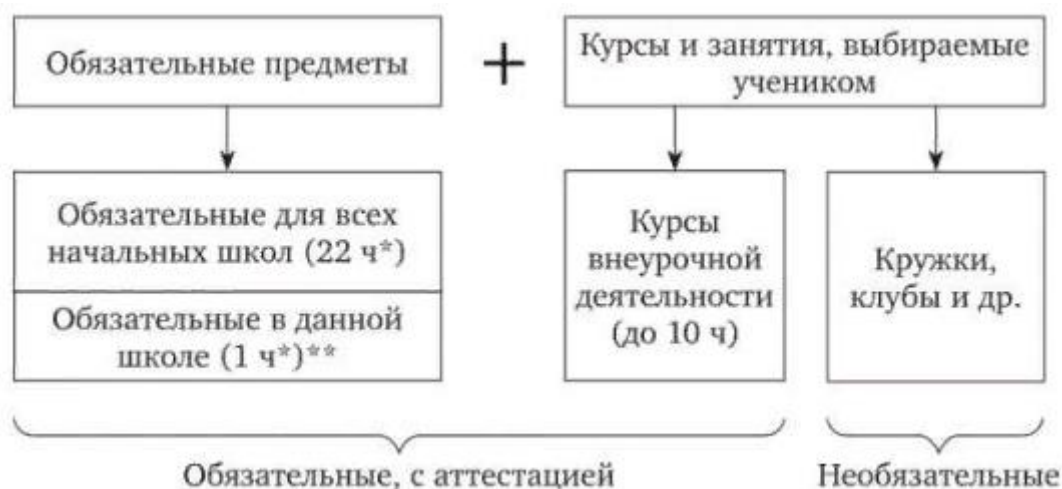 Обязательные предметы
+
Курсы и занятия, выбираемые
учеником
Обязательные для всех
начальных школ (22 ч*)
Обязательные в данной
школе (1 ч*)**
Курсы
внеурочной
деятельности
(до 10 ч)
Кружки,
клубы и др.
Обязательные, с аттестацией
Необязательные